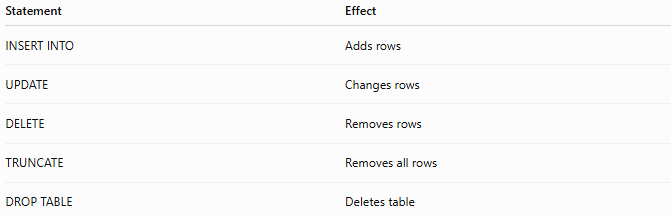 Statement Effect
INSERT INTO Adds rows
UPDATE Changes rows
DELETE Removes rows
TRUNCATE Removes all rows
DROP TABLE Deletes table